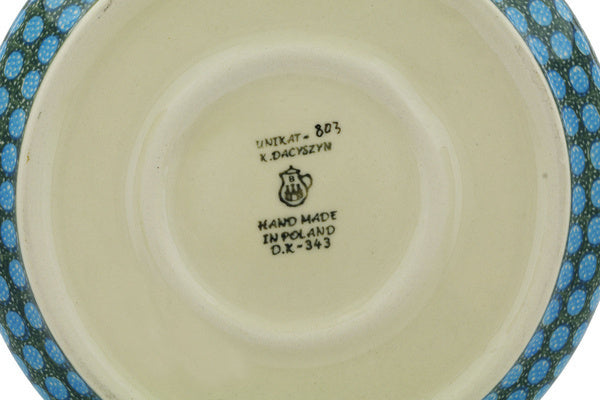 UNIKAT- 803
K.DACYSZYN
B
HAND MADE
IN POLAND
D.K-343